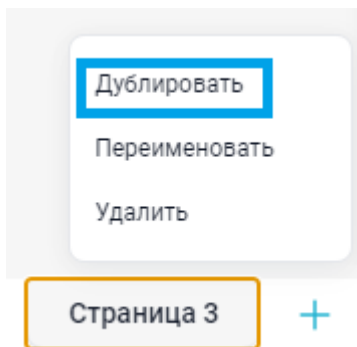 Дублировать
Переименовать
Удалить
Страница 3 +